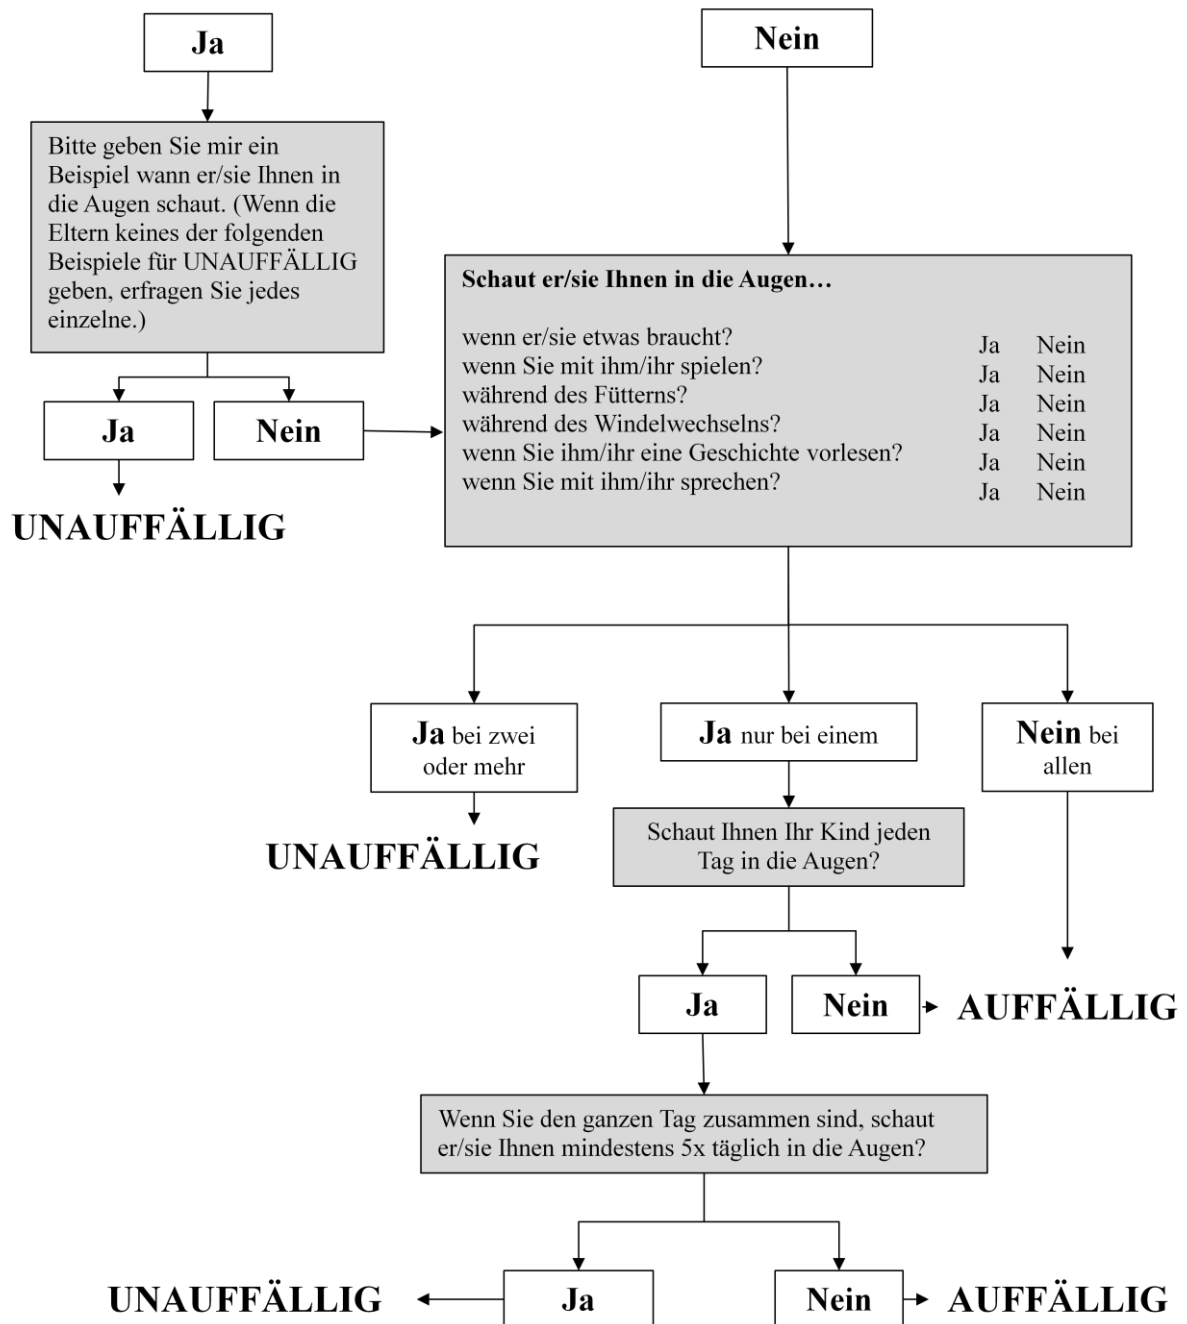 Ja
Nein
Bitte geben Sie mir ein
Beispiel wann er/sie Ihnen in
die Augen schaut. (Wenn die
Eltern keines der folgenden
Beispiele für UNAUFFÄLLIG
geben, erfragen Sie jedes
einzelne.)
Ja
Nein
UNAUFFÄLLIG
Schaut er/sie Ihnen in die Augen…
wenn er/sie etwas braucht? Ja Nein
wenn Sie mit ihm/ihr spielen? Ja Nein
während des Fütterns? Ja Nein
während des Windelwechselns? Ja Nein
wenn Sie ihm/ihr eine Geschichte vorlesen? Ja Nein
wenn Sie mit ihm/ihr sprechen? Ja Nein
Ja bei zwei
oder mehr
Ja nur bei einem
Nein bei
allen
UNAUFFÄLLIG
Schaut Ihnen Ihr Kind jeden
Tag in die Augen?
Ja
Nein
AUFFÄLLIG
Wenn Sie den ganzen Tag zusammen sind, schaut
er/sie Ihnen mindestens 5x täglich in die Augen?
UNAUFFÄLLIG
Ja
Nein
AUFFÄLLIG